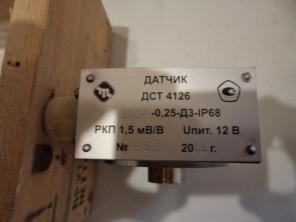 ДАТЧИК
ДСТ 4126
-0,25-Д3-IP68
РКП 1,5 мВ/В Uпит. 12 В
№ 20 г.